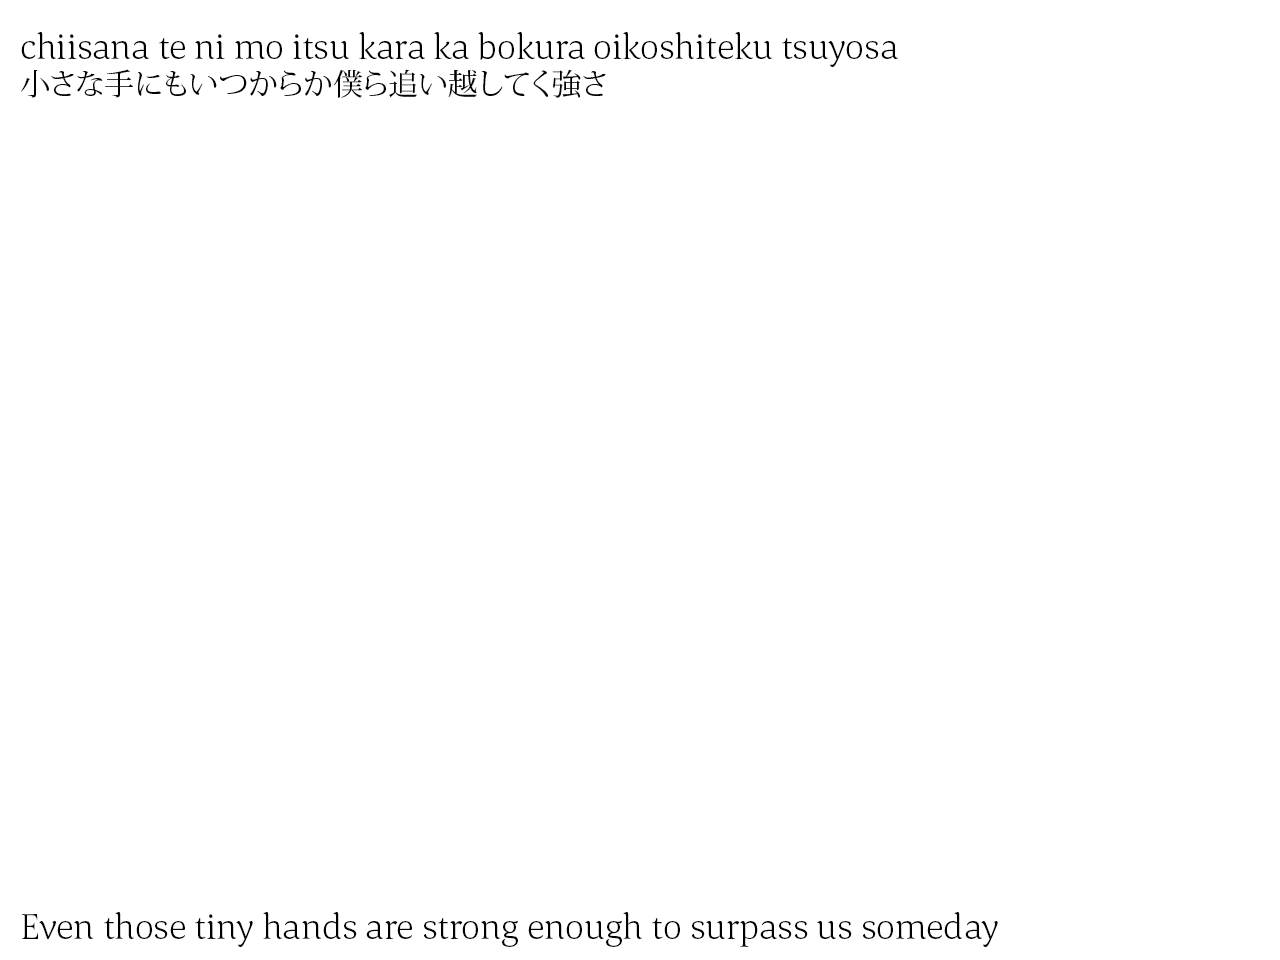 chiisana te ni mo itsu kara ka bokura oikoshiteku tsuyosa
小さな手にもいつからか僕ら追い越してく強さ
Even those tiny hands are strong enough to surpass us someday